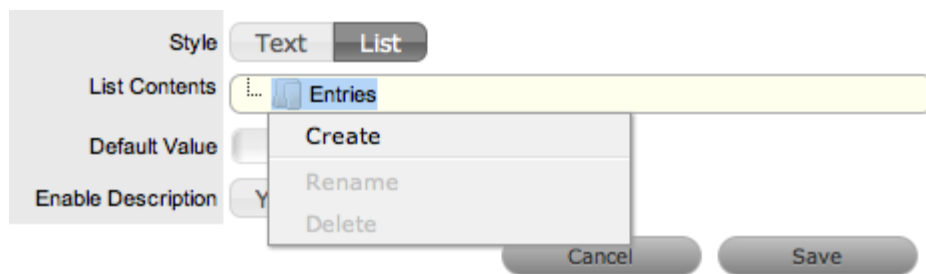 Style Text List
List Contents Entries
Create
Default Value
Rename
Enable Description Y
Delete
Cancel Save